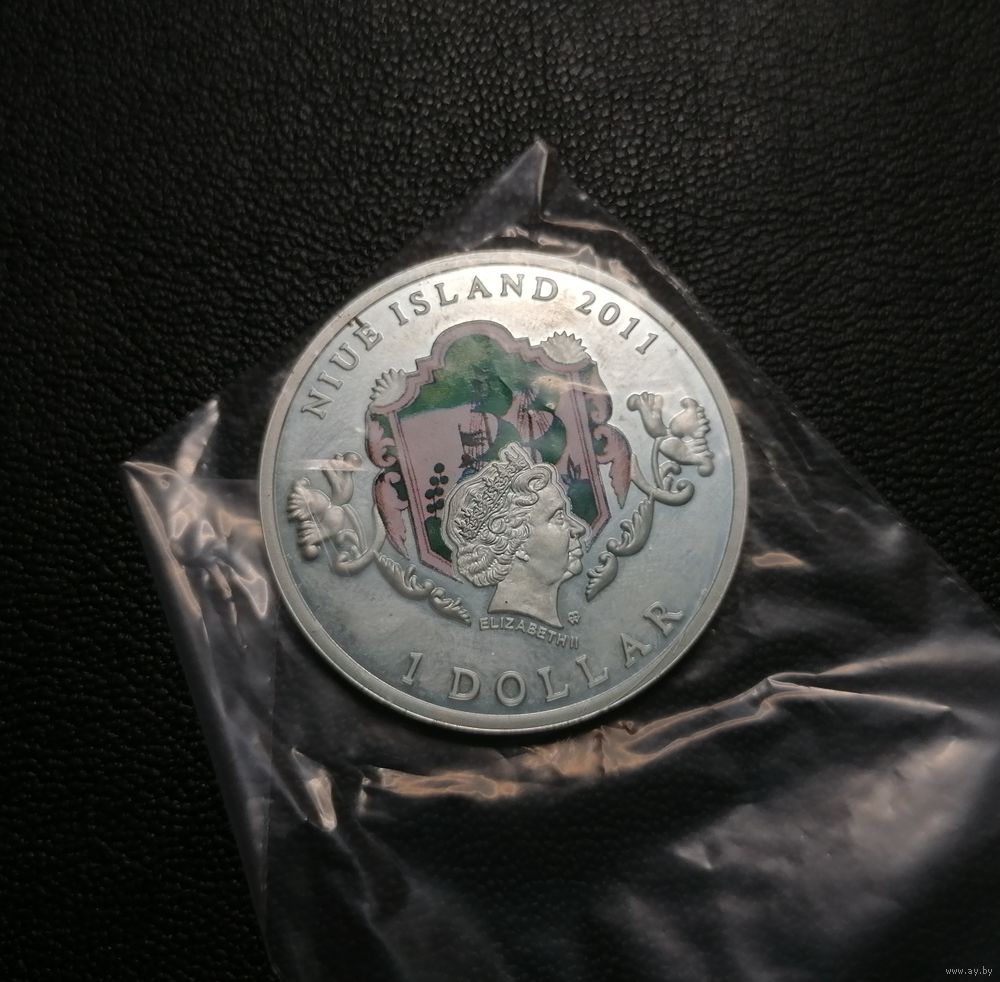 NIUE ISLAND 2011
ELIZABETH II
1 DOLLAR
www.ay.by